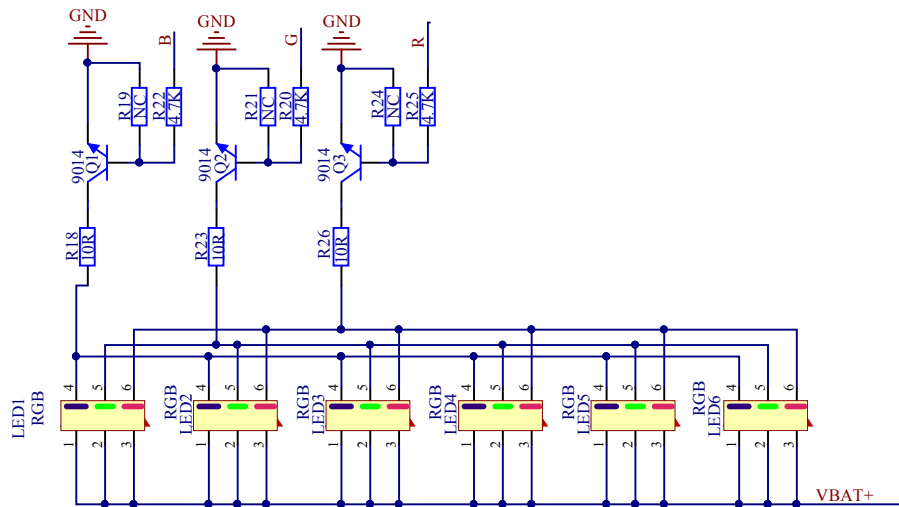 GND
GND
GND
B
G
R
R19
NC
R22
4.7K
R21
NC
R20
4.7K
R24
NC
R25
4.7K
9014
Q1
9014
Q2
9014
Q3
R18
10R
R23
10R
R26
10R
4 5 6
4 5 6
4 5 6
4 5 6
4 5 6
4 5 6
LED1
RGB
RGB
LED2
RGB
LED3
RGB
LED4
RGB
LED5
RGB
LED6
1 2 3
1 2 3
1 2 3
1 2 3
1 2 3
1 2 3
VBAT+